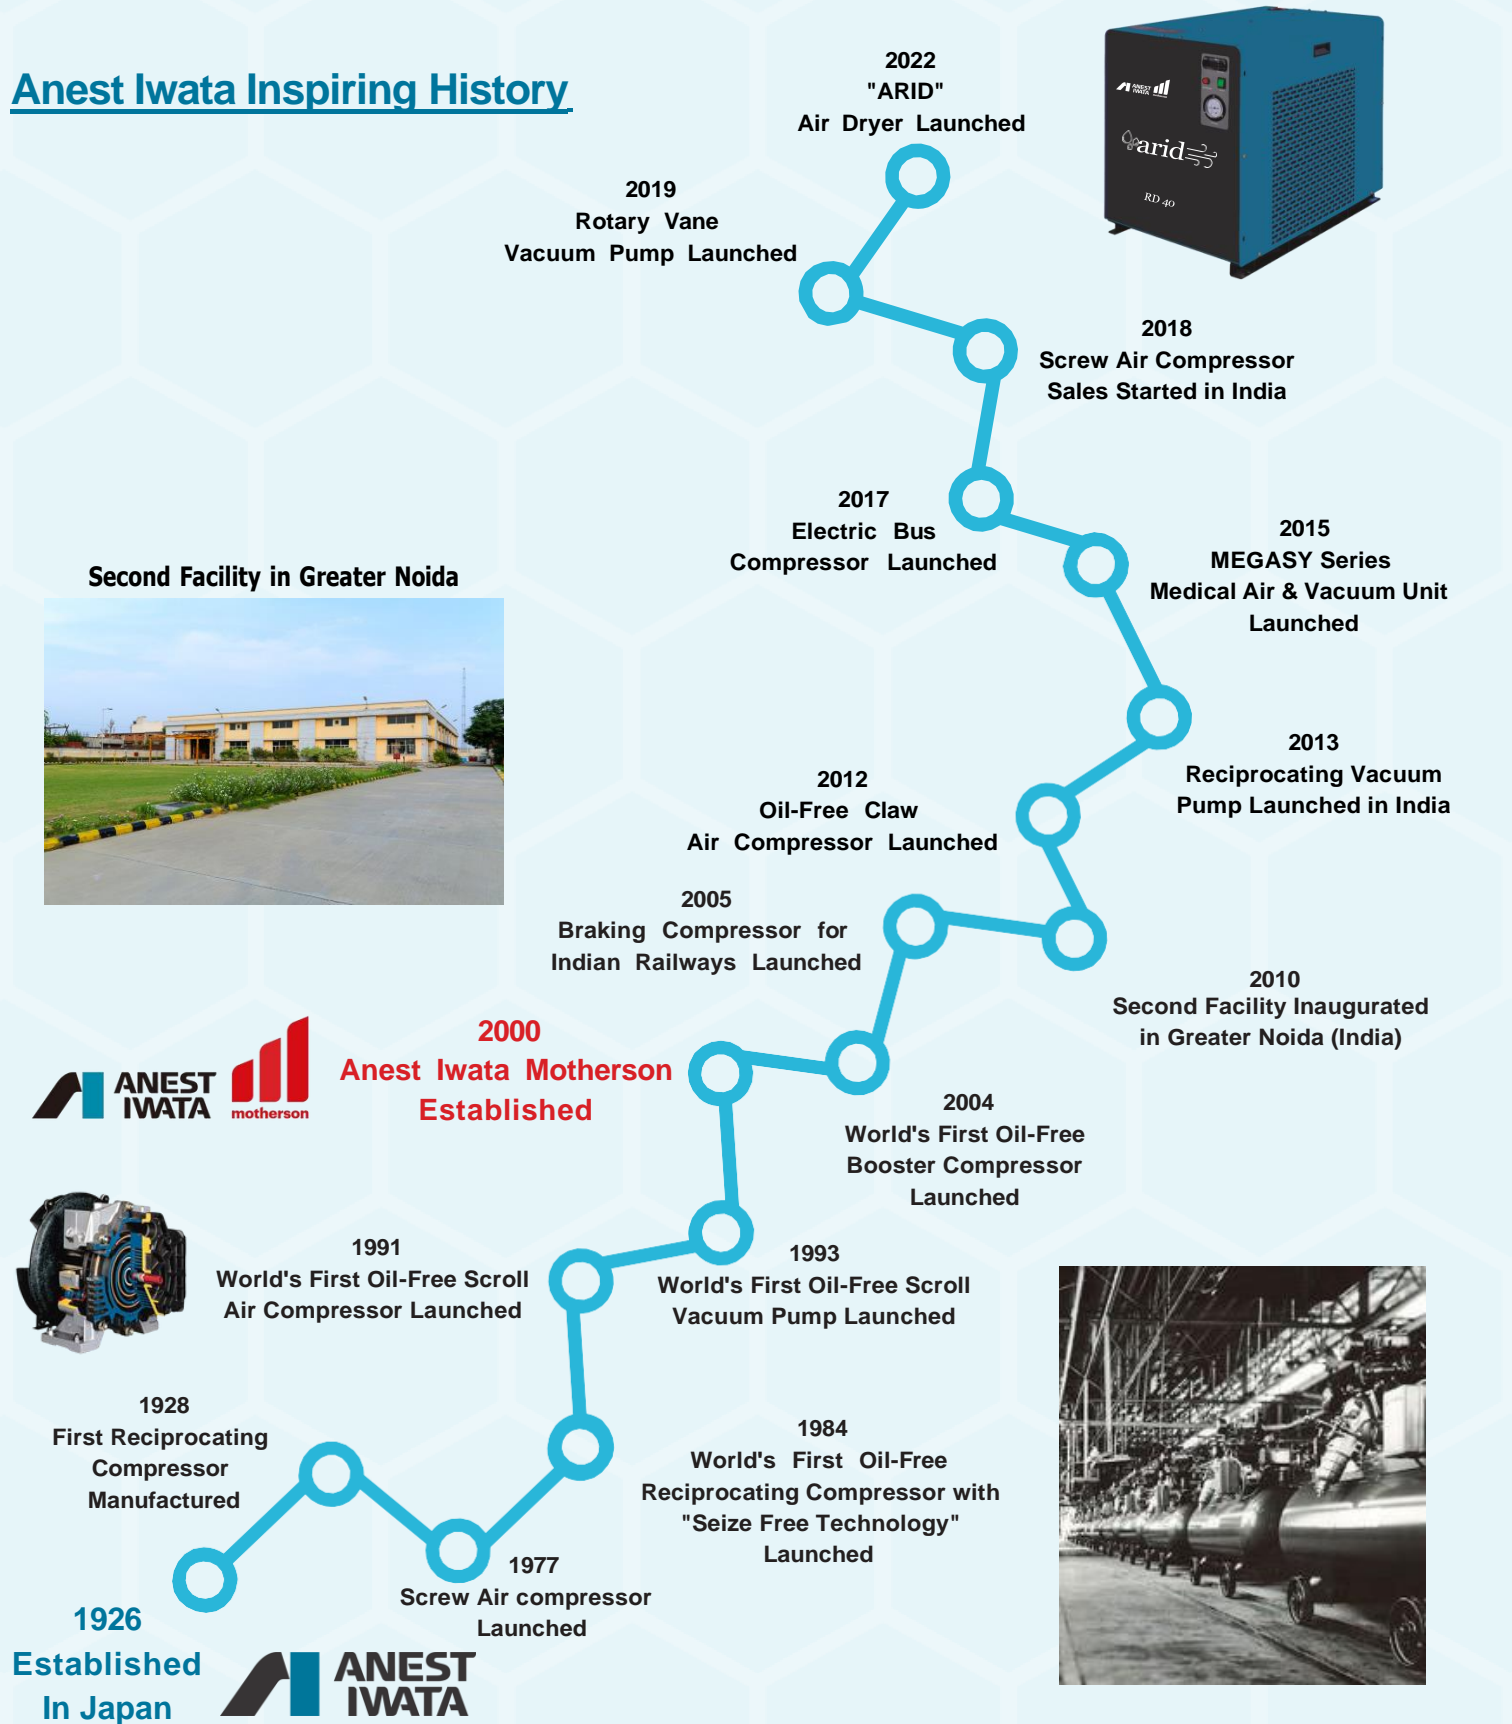 Anest Iwata Inspiring History
2022
"ARID"
Air Dryer Launched
ANEST
IWATA
arid
RD 40
2019
Rotary Vane
Vacuum Pump Launched
2018
Screw Air Compressor
Sales Started in India
2017
Electric Bus
Compressor Launched
2015
MEGASY Series
Medical Air & Vacuum Unit
Launched
Second Facility in Greater Noida
2013
Reciprocating Vacuum
Pump Launched in India
2012
Oil-Free Claw
Air Compressor Launched
2005
Braking Compressor for
Indian Railways Launched
2010
Second Facility Inaugurated
in Greater Noida (India)
ANEST
IWATA
motherson
2000
Anest Iwata Motherson
Established
2004
World's First Oil-Free
Booster Compressor
Launched
1991
World's First Oil-Free Scroll
Air Compressor Launched
1993
World's First Oil-Free Scroll
Vacuum Pump Launched
1928
First Reciprocating
Compressor
Manufactured
1984
World's First Oil-Free
Reciprocating Compressor with
"Seize Free Technology"
Launched
1977
Screw Air compressor
Launched
1926
Established
In Japan
ANEST
IWATA